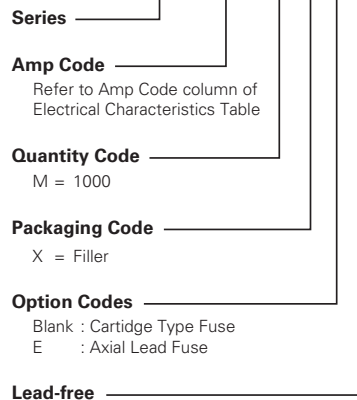 Series
Amp Code
Refer to Amp Code column of
Electrical Characteristics Table
Quantity Code
M = 1000
Packaging Code
X = Filler
Option Codes
Blank : Cartidge Type Fuse
E : Axial Lead Fuse
Lead-free